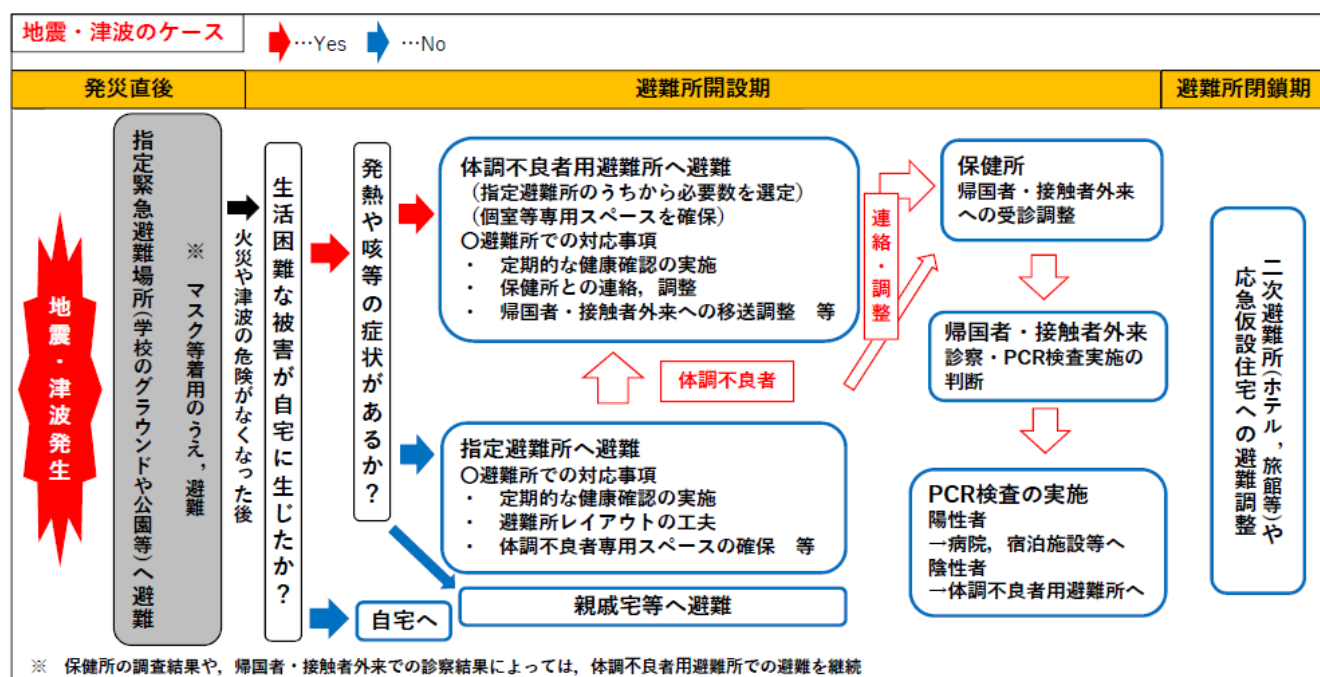 地震・津波のケース
…Yes
…No
発災直後
避難所開設期
避難所閉鎖期
地震・津波発生
指定緊急避難場所(学校のグラウンドや公園等)へ避難
※　マスク等着用のうえ，避難
火災や津波の危険がなくなった後
生活困難な被害が自宅に生じたか？
発熱や咳等の症状があるか？
体調不良者用避難所へ避難
（指定避難所のうちから必要数を選定）
（個室等専用スペースを確保）
〇避難所での対応事項
・　定期的な健康確認の実施
・　保健所との連絡，調整
・　帰国者・接触者外来への移送調整　等
体調不良者
連絡・調整
指定避難所へ避難
〇避難所での対応事項
・　定期的な健康確認の実施
・　避難所レイアウトの工夫
・　体調不良者専用スペースの確保　等
自宅へ
親戚宅等へ避難
保健所
帰国者・接触者外来
への受診調整
帰国者・接触者外来
診察・PCR検査実施の
判断
PCR検査の実施
陽性者
→病院，宿泊施設等へ
陰性者
→体調不良者用避難所へ
二次避難所(ホテル，旅館等)や
応急仮設住宅への避難調整
※　保健所の調査結果や，帰国者・接触者外来での診察結果によっては，体調不良者用避難所での避難を継続